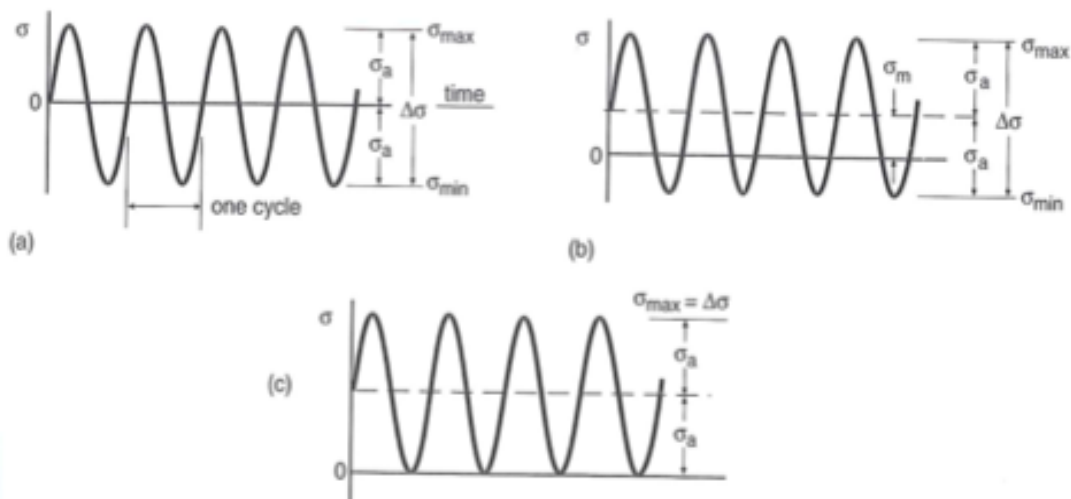 σ
σmax
σa
0
time
Δσ
σa
σmin
one cycle
(a)
σ
σmax
σm
σa
Δσ
0
σa
σmin
(b)
σmax = Δσ
σ
σa
(c)
σa
0